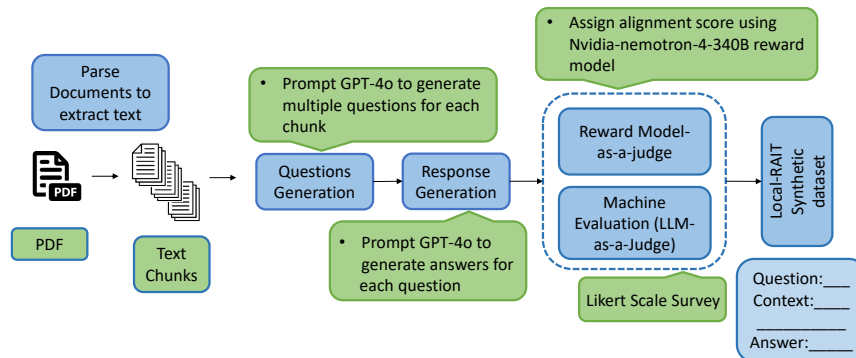 Parse
Documents to
extract text
PDF
PDF
Text
Chunks
• Prompt GPT-4o to generate
multiple questions for each
chunk
Questions
Generation
Response
Generation
• Prompt GPT-4o to
generate answers for
each question
• Assign alignment score using
Nvidia-nemotron-4-340B reward
model
Reward Model-
as-a-judge
Machine
Evaluation (LLM-
as-a-Judge)
Likert Scale Survey
Local-RAIT
Synthetic
dataset
Question:___
Context:____
__________
Answer:_____